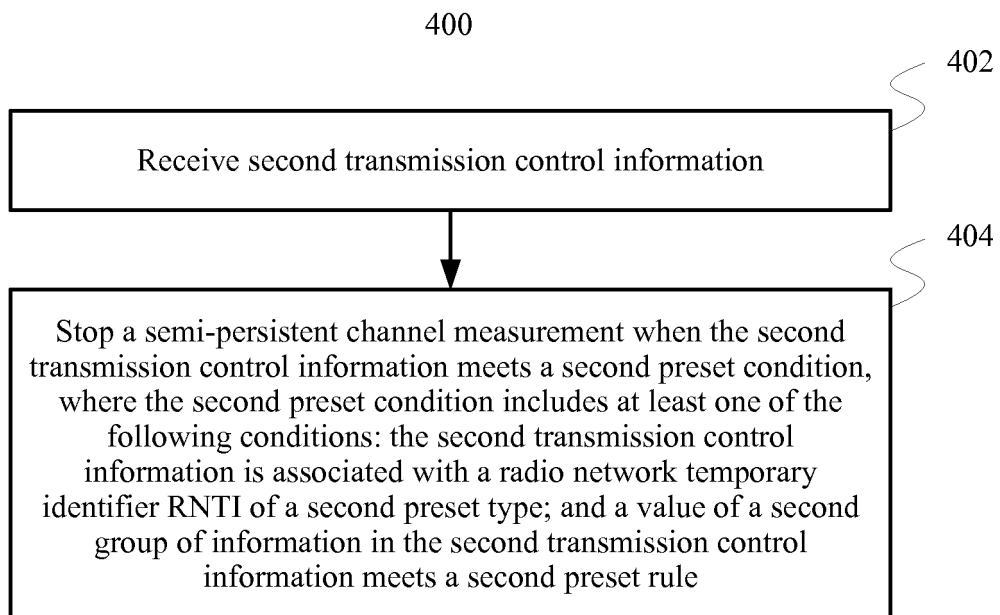 400
402
Receive second transmission control information
404
Stop a semi-persistent channel measurement when the second
transmission control information meets a second preset condition,
where the second preset condition includes at least one of the
following conditions: the second transmission control
information is associated with a radio network temporary
identifier RNTI of a second preset type; and a value of a second
group of information in the second transmission control
information meets a second preset rule